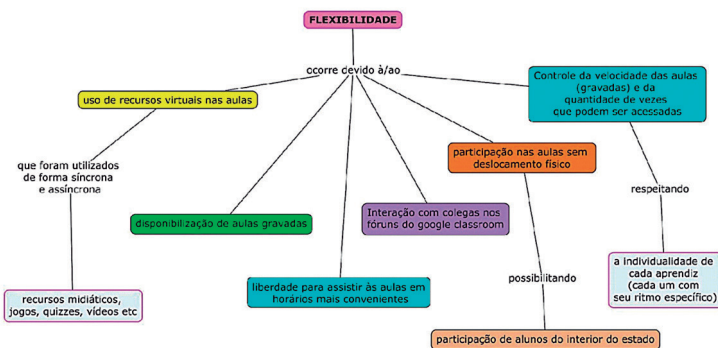 FLEXIBILIDADE
ocorre devido à/ao
uso de recursos virtuais nas aulas
Controle da velocidade das aulas
(gravadas) e da
quantidade de vezes
que podem ser acessadas
participação nas aulas sem
deslocamento físico
que foram utilizados
de forma síncrona
e assíncrona
respeitando
disponibilização de aulas gravadas
Interação com colegas nos
fóruns do google classroom
a individualidade de
cada aprendiz
(cada um com
seu ritmo específico)
possibilitando
liberdade para assistir às aulas em
horários mais convenientes
recursos midiáticos,
jogos, quizzes, vídeos etc
participação de alunos do interior do estado